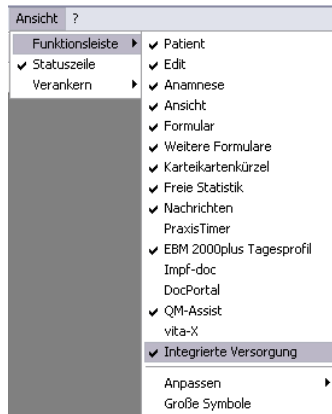 Ansicht ?
Funktionsleiste
Statuszeile
Verankern
Patient
Edit
Anamnese
Ansicht
Formular
Weitere Formulare
Karteikartenkürzel
Freie Statistik
Nachrichten
PraxisTimer
EBM 2000plus Tagesprofil
Impf-doc
DocPortal
QM-Assist
vita-X
Integrierte Versorgung
Anpassen
Große Symbole